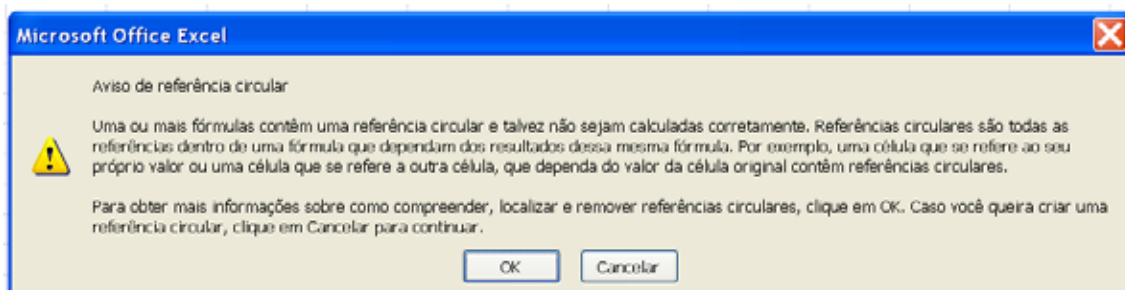 Microsoft Office Excel
Aviso de referência circular
Uma ou mais fórmulas contêm uma referência circular e talvez não sejam calculadas corretamente. Referências circulares são todas as
referências dentro de uma fórmula que dependam dos resultados dessa mesma fórmula. Por exemplo, uma célula que se refere ao seu
próprio valor ou uma célula que se refere a outra célula, que dependa do valor da célula original contêm referências circulares.
Para obter mais informações sobre como compreender, localizar e remover referências circulares, clique em OK. Caso você queira criar uma
referência circular, clique em Cancelar para continuar.
OK Cancelar